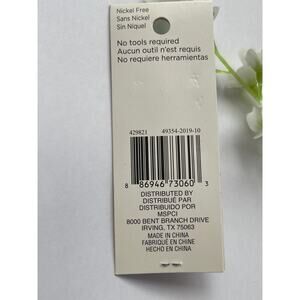 Nickel Free
Sans Nickel
Sin Niquel
No tools required
Aucun outil n'est requis
No requiere herramientas
429821 49354-2019-10
8 86946 73060 3
DISTRIBUTED BY
DISTRIBUÉ PAR
DISTRIBUIDO POR
MSPCI
8000 BENT BRANCH DRIVE
IRVING, TX 75063
MADE IN CHINA
FABRIQUÉ EN CHINE
HECHO EN CHINA